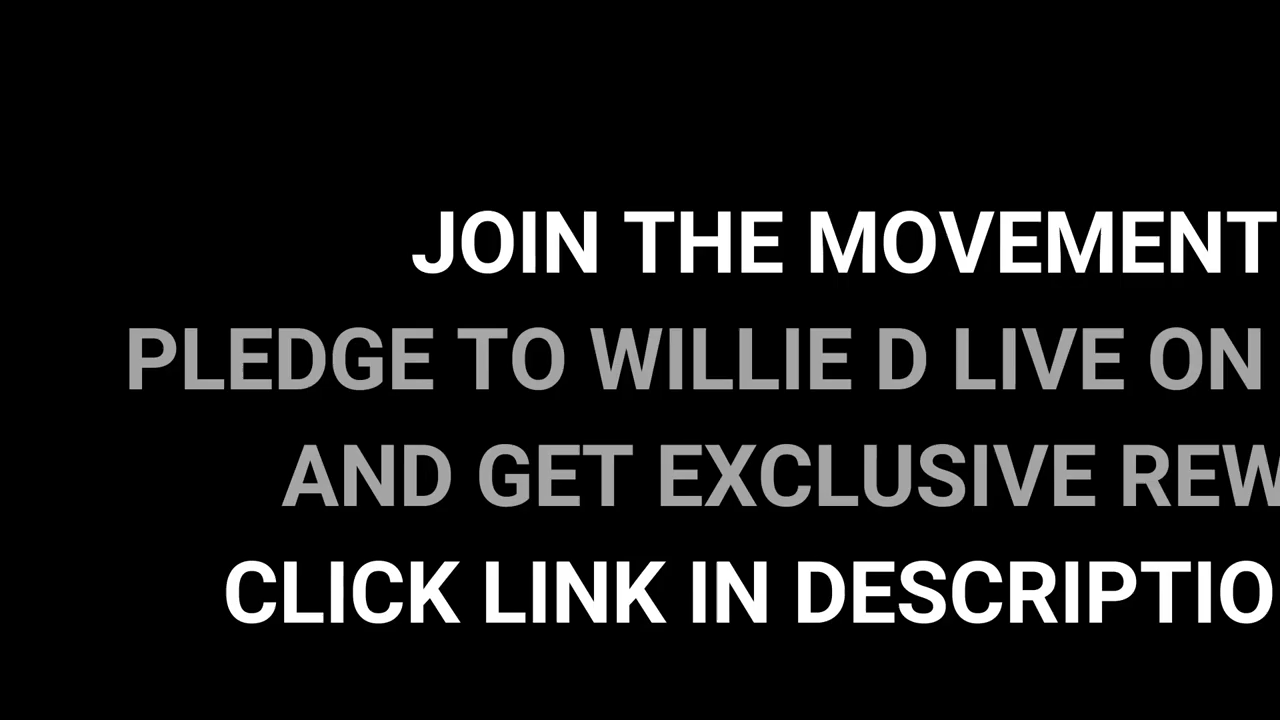 JOIN THE MOVEMENT
PLEDGE TO WILLIE D LIVE ON
AND GET EXCLUSIVE REW
CLICK LINK IN DESCRIPTIO